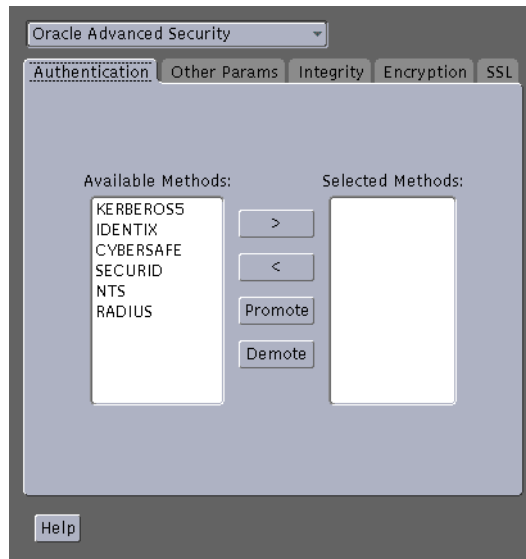 Oracle Advanced Security
Authentication Other Params Integrity Encryption SSL
Available Methods: Selected Methods:
KERBEROS5
IDENTIX
CYBERSAFE
SECURID
NTS
RADIUS
>
<
Promote
Demote
Help